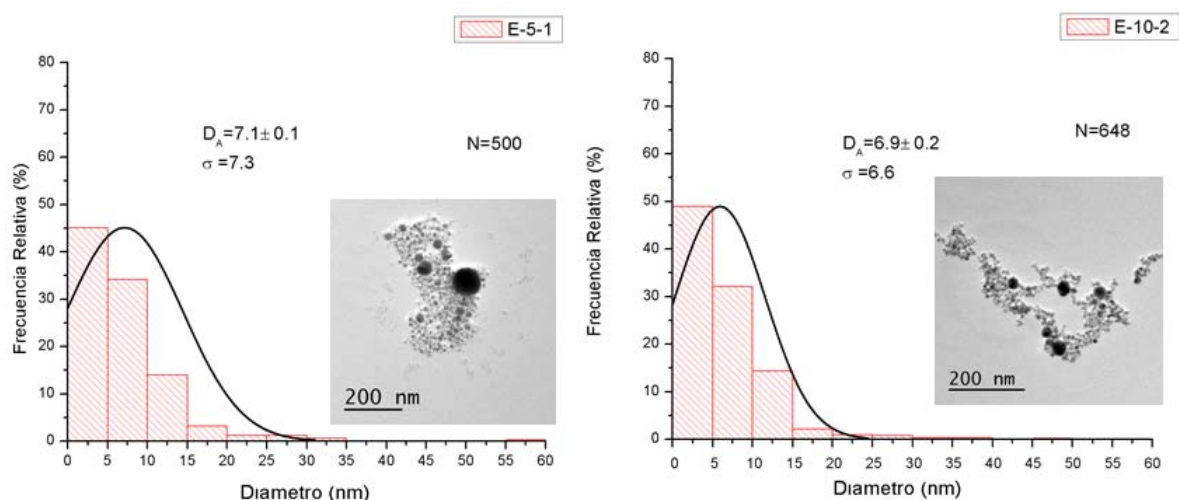 E-5-1
Frecuencia Relativa (%)
80
70
60
50
40
30
20
10
0
D_A=7.1± 0.1
σ =7.3
N=500
200 nm
0 5 10 15 20 25 30 35 40 45 50 55 60
Dıametro (nm)
E-10-2
Frecuencia Relativa (%)
80
70
60
50
40
30
20
10
0
D_A=6.9± 0.2
σ =6.6
N=648
200 nm
0 5 10 15 20 25 30 35 40 45 50 55 60
Dıametro (nm)